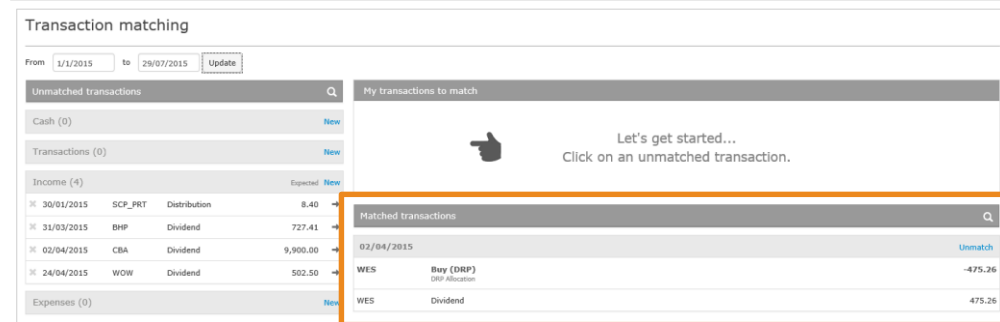 Transaction matching
From 1/1/2015 to 29/07/2015 Update
Unmatched transactions
Cash (0) New
Transactions (0) New
Income (4) Expected New
30/01/2015 SCP_PRT Distribution 8.40
31/03/2015 BHP Dividend 727.41
02/04/2015 CBA Dividend 9,900.00
24/04/2015 WOW Dividend 502.50
Expenses (0) New
My transactions to match
Let's get started...
Click on an unmatched transaction.
Matched transactions
02/04/2015 Unmatch
WES Buy (DRP) -475.26
DRP Allocation
WES Dividend 475.26